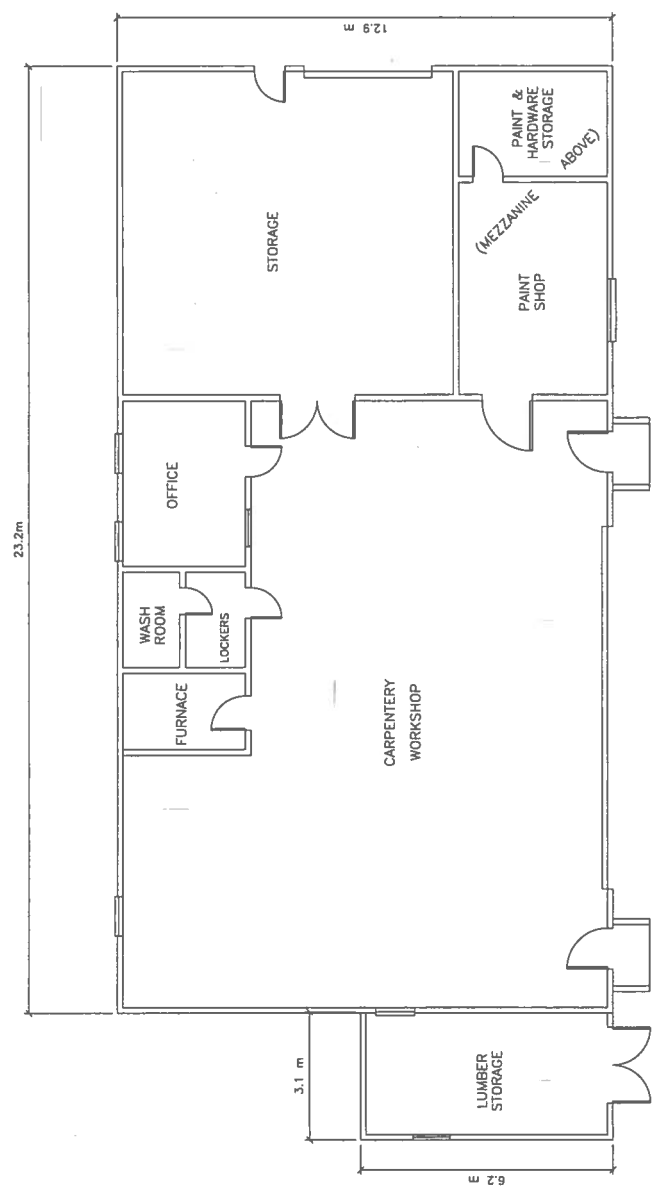 12.9 m
23.2m
STORAGE
PAINT &
HARDWARE
STORAGE
(MEZZANINE
ABOVE)
PAINT
SHOP
OFFICE
WASH
ROOM
LOCKERS
FURNACE
CARPENTERY
WORKSHOP
3.1 m
LUMBER
STORAGE
6.2 m